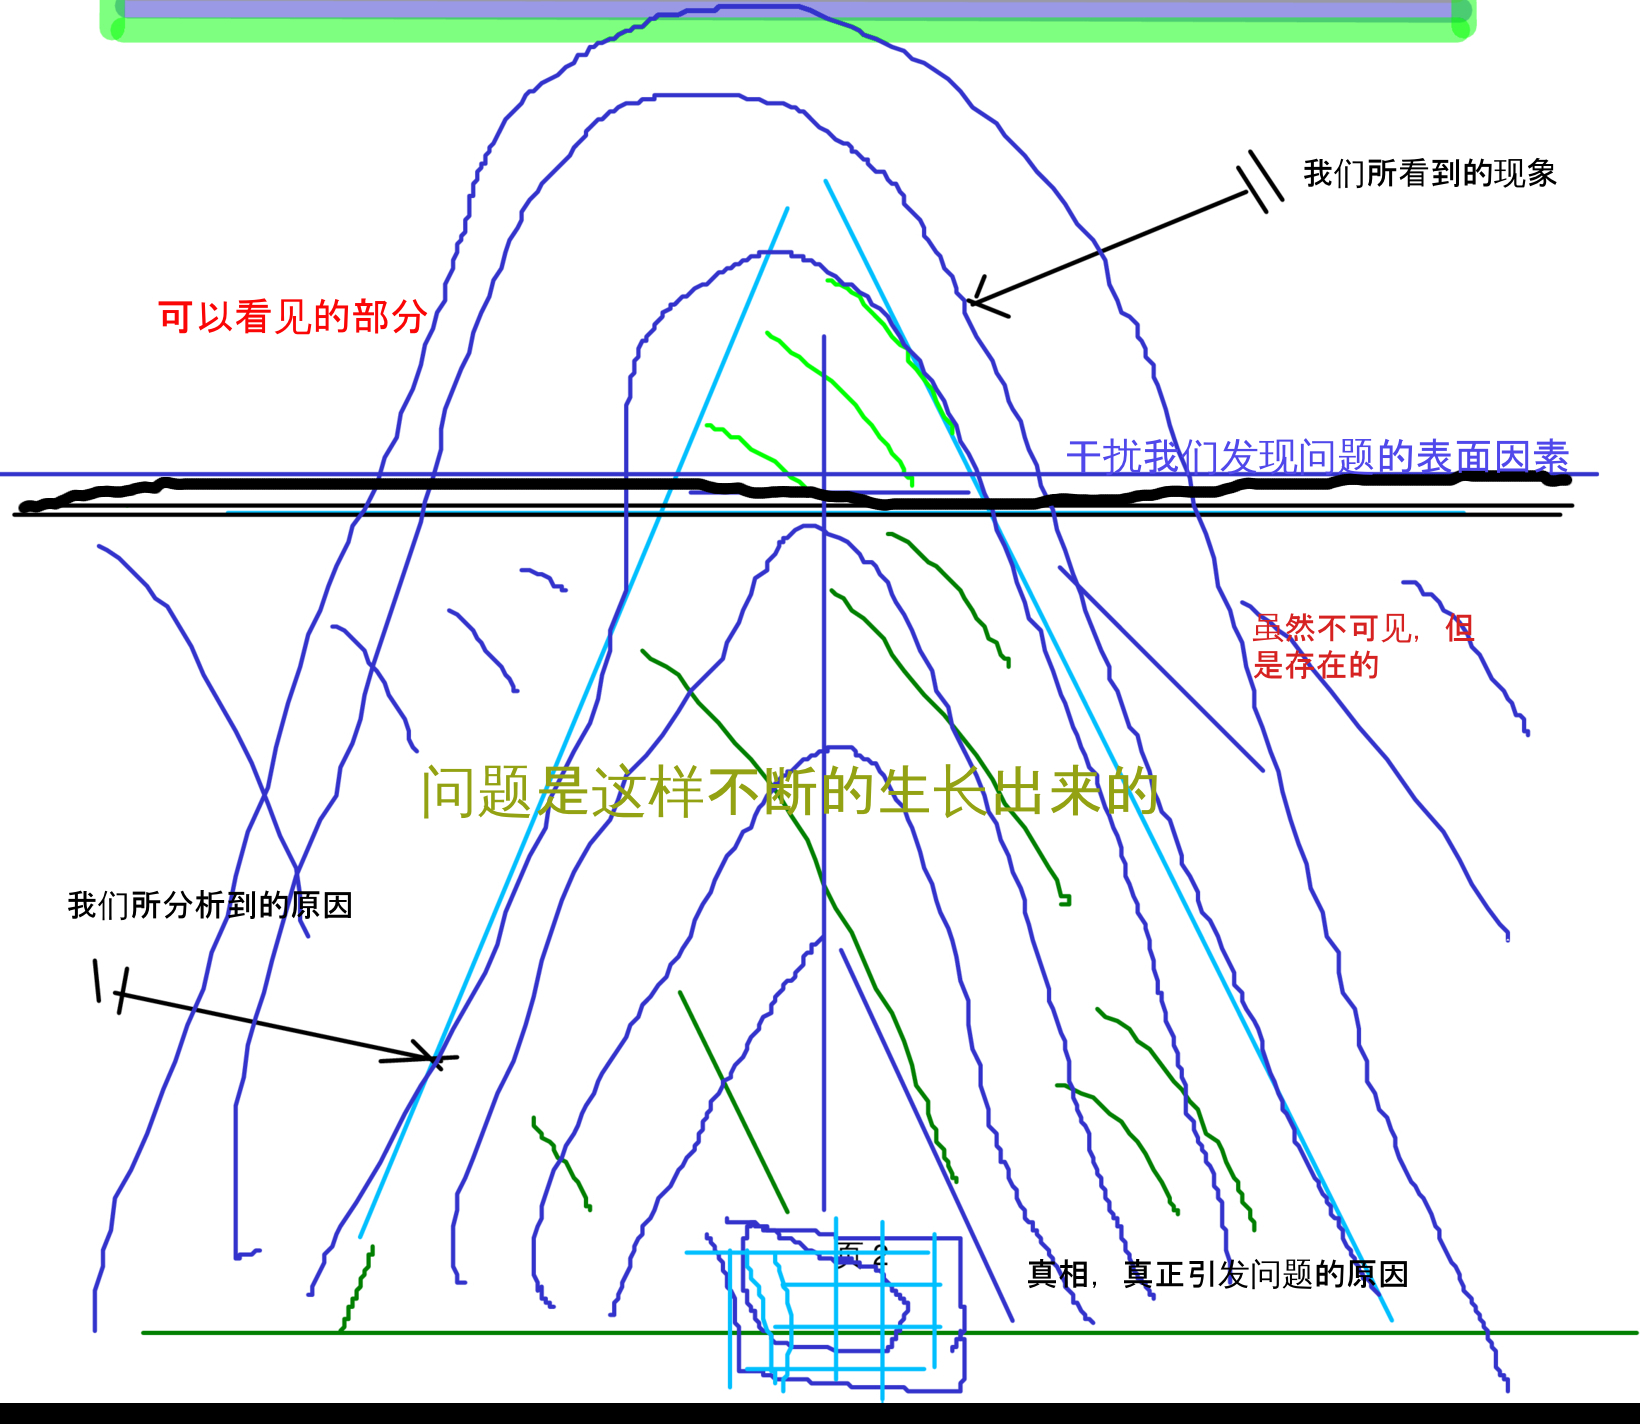 我们所看到的现象
可以看见的部分
干扰我们发现问题的表面因素
虽然不可见，但
是存在的
问题是这样不断的生长出来的
我们所分析到的原因
页 2
真相，真正引发问题的原因